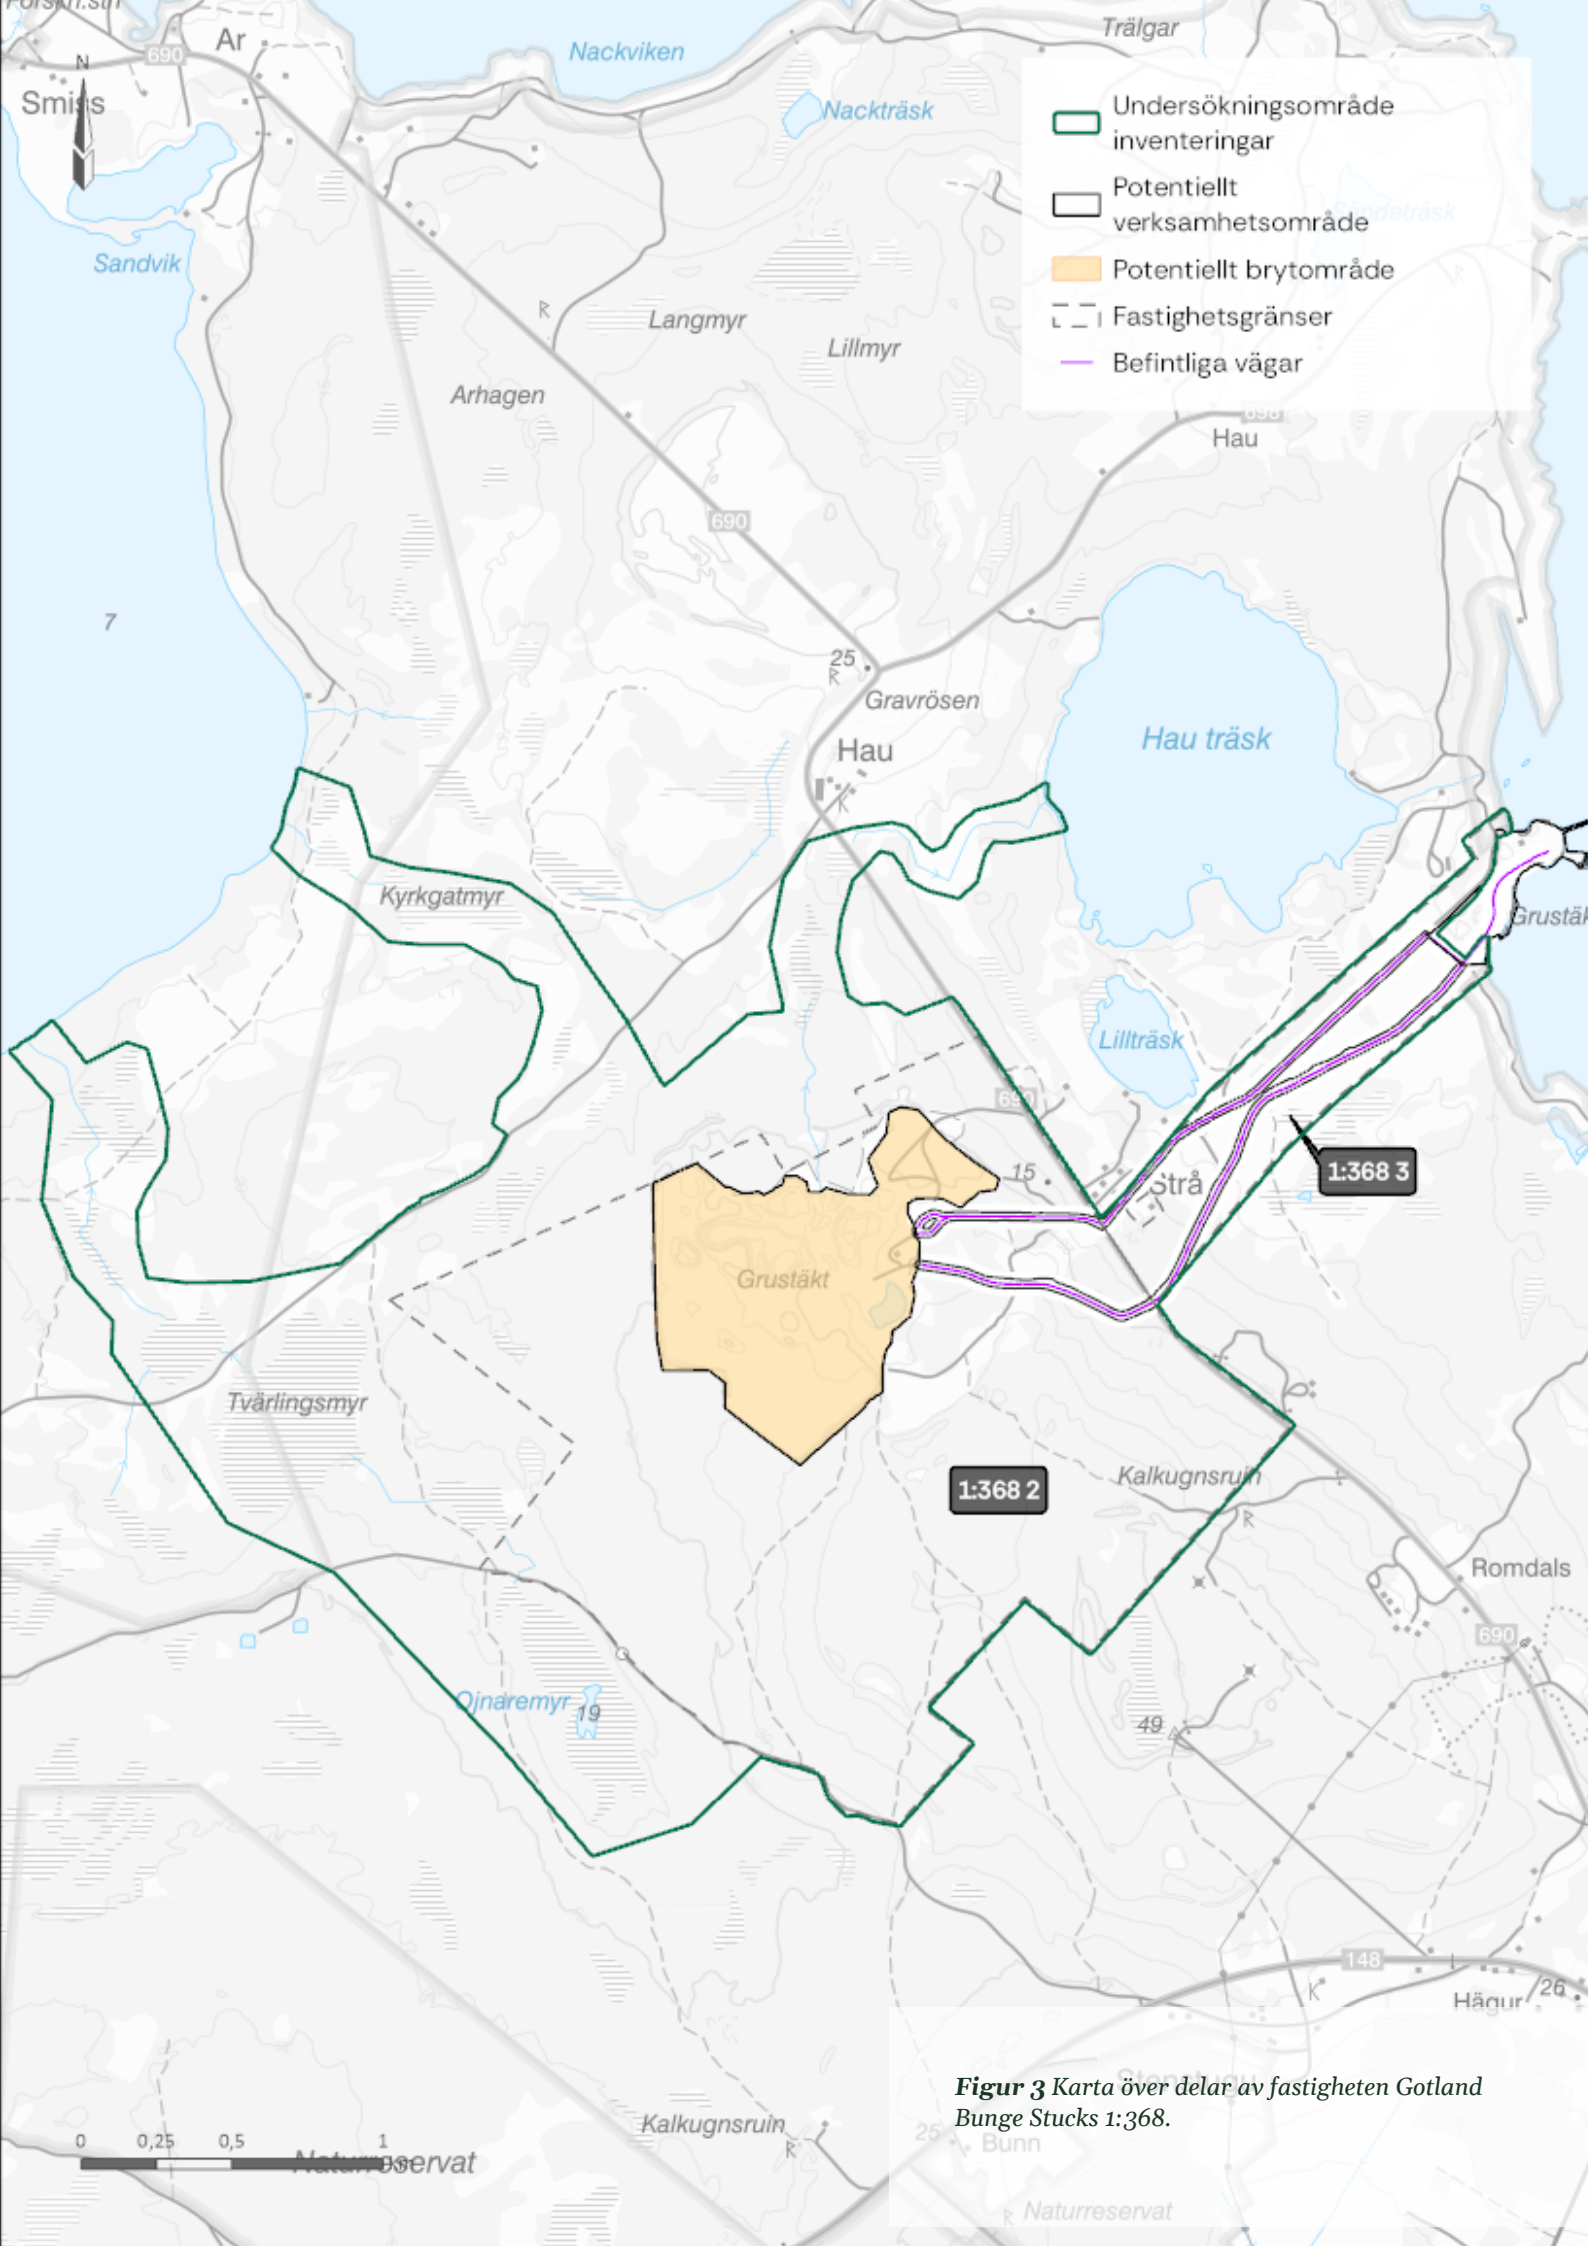 Ar
690
Nackviken
Trälgar
N
Smiss
Nackträsk
Undersökningsområde
inventeringar
Potentiellt
verksamhetsområde
Sandvik
Potentiellt brytområde
Fastighetsgränser
Befintliga vägar
R
R
Langmyr
Lillmyr
Arhagen
698
Hau
690
7
25
R
Gravrösen
Hau träsk
Hau
K
Kyrkgatmyr
Lillträsk
690
15
Strå
1:368 3
Grustäkt
Tvärlingsmyr
Kalkugnsruin
1:368 2
R
Romdals
690
Ojnaremyr
19
49
148
K
Hägur
26
Figur 3 Karta över delar av fastigheten Gotland
Bunge Stucks 1:368.
Kalkugnsruin
R
25
Bunn
0
0,25
0,5
1
Naturreservat
R
Naturreservat